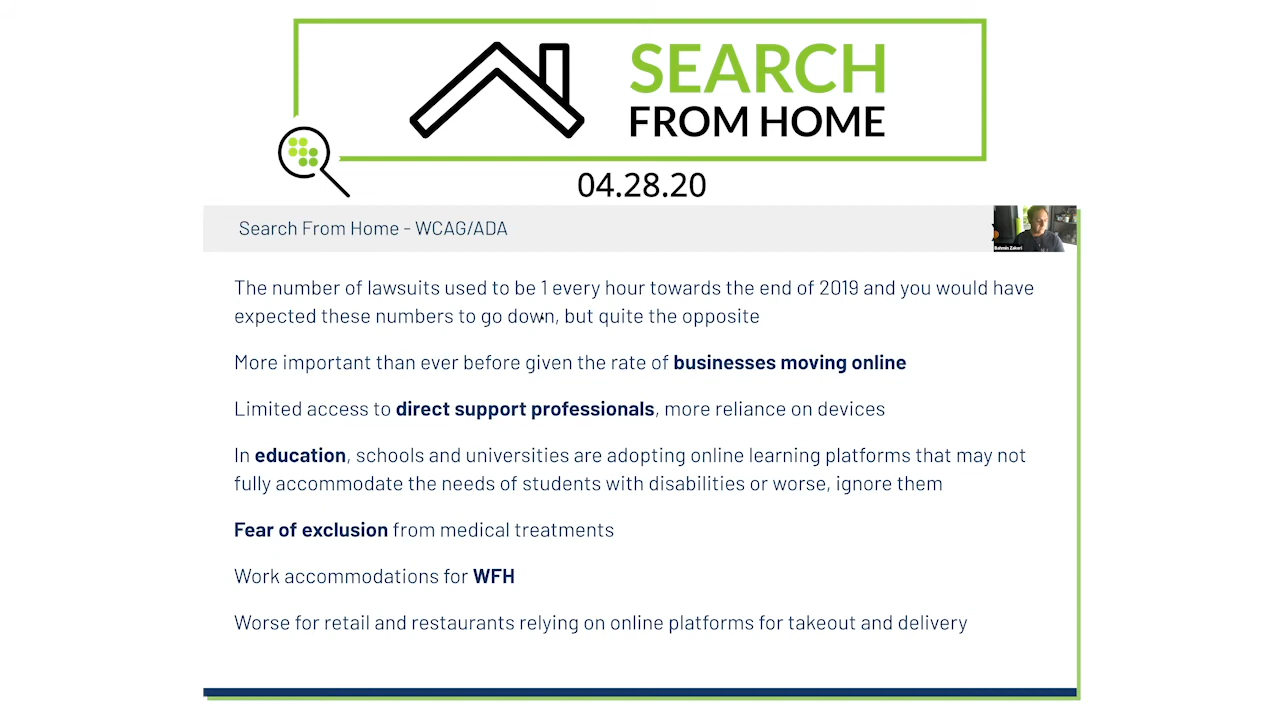 SEARCH
FROM HOME
04.28.20
Search From Home - WCAG/ADA
Bahmin Zakeri
The number of lawsuits used to be 1 every hour towards the end of 2019 and you would have
expected these numbers to go down, but quite the opposite
More important than ever before given the rate of businesses moving online
Limited access to direct support professionals, more reliance on devices
In education, schools and universities are adopting online learning platforms that may not
fully accommodate the needs of students with disabilities or worse, ignore them
Fear of exclusion from medical treatments
Work accommodations for WFH
Worse for retail and restaurants relying on online platforms for takeout and delivery